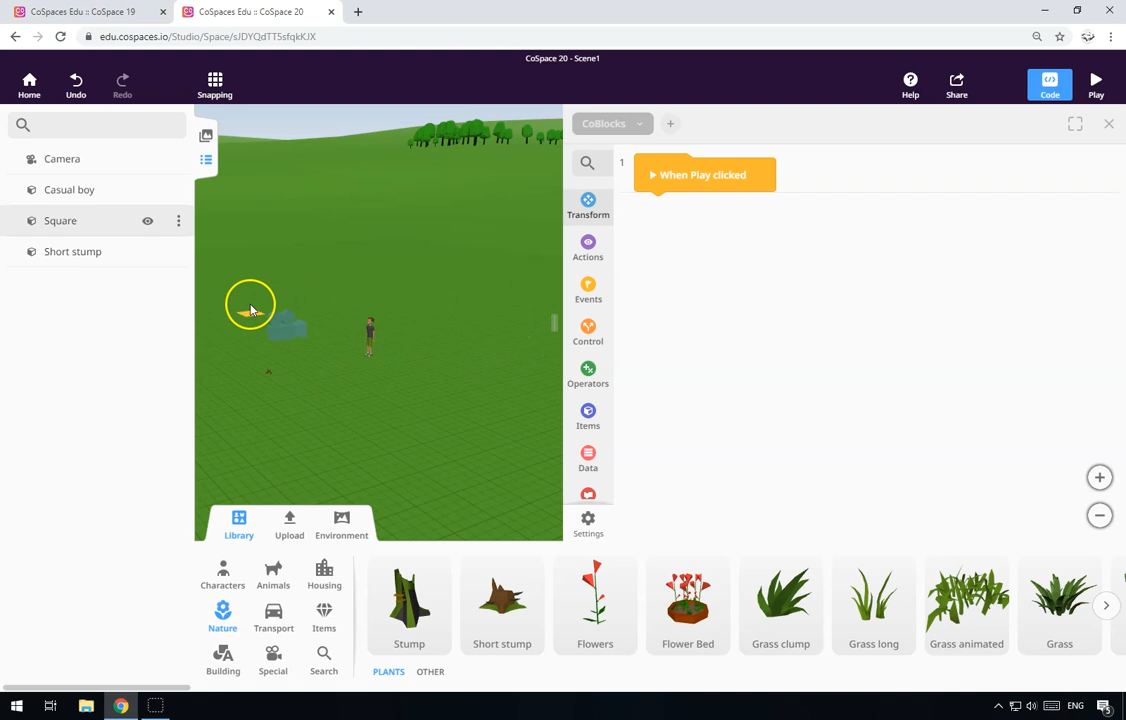 CoSpaces Edu :: CoSpace 19
CoSpaces Edu :: CoSpace 20
edu.cospaces.io/Studio/Space/sJDYQdTT5sfqkKJX
CoSpace 20 - Scene1
Home
Undo
Redo
Snapping
Help
Share
Code
Play
Camera
Casual boy
Square
Short stump
CoBlocks
1
When Play clicked
Transform
Actions
Events
Control
Operators
Items
Data
Settings
Library
Upload
Environment
Characters
Animals
Housing
Nature
Transport
Items
Building
Special
Search
Stump
Short stump
Flowers
Flower Bed
Grass clump
Grass long
Grass animated
Grass
PLANTS
OTHER
ENG
5